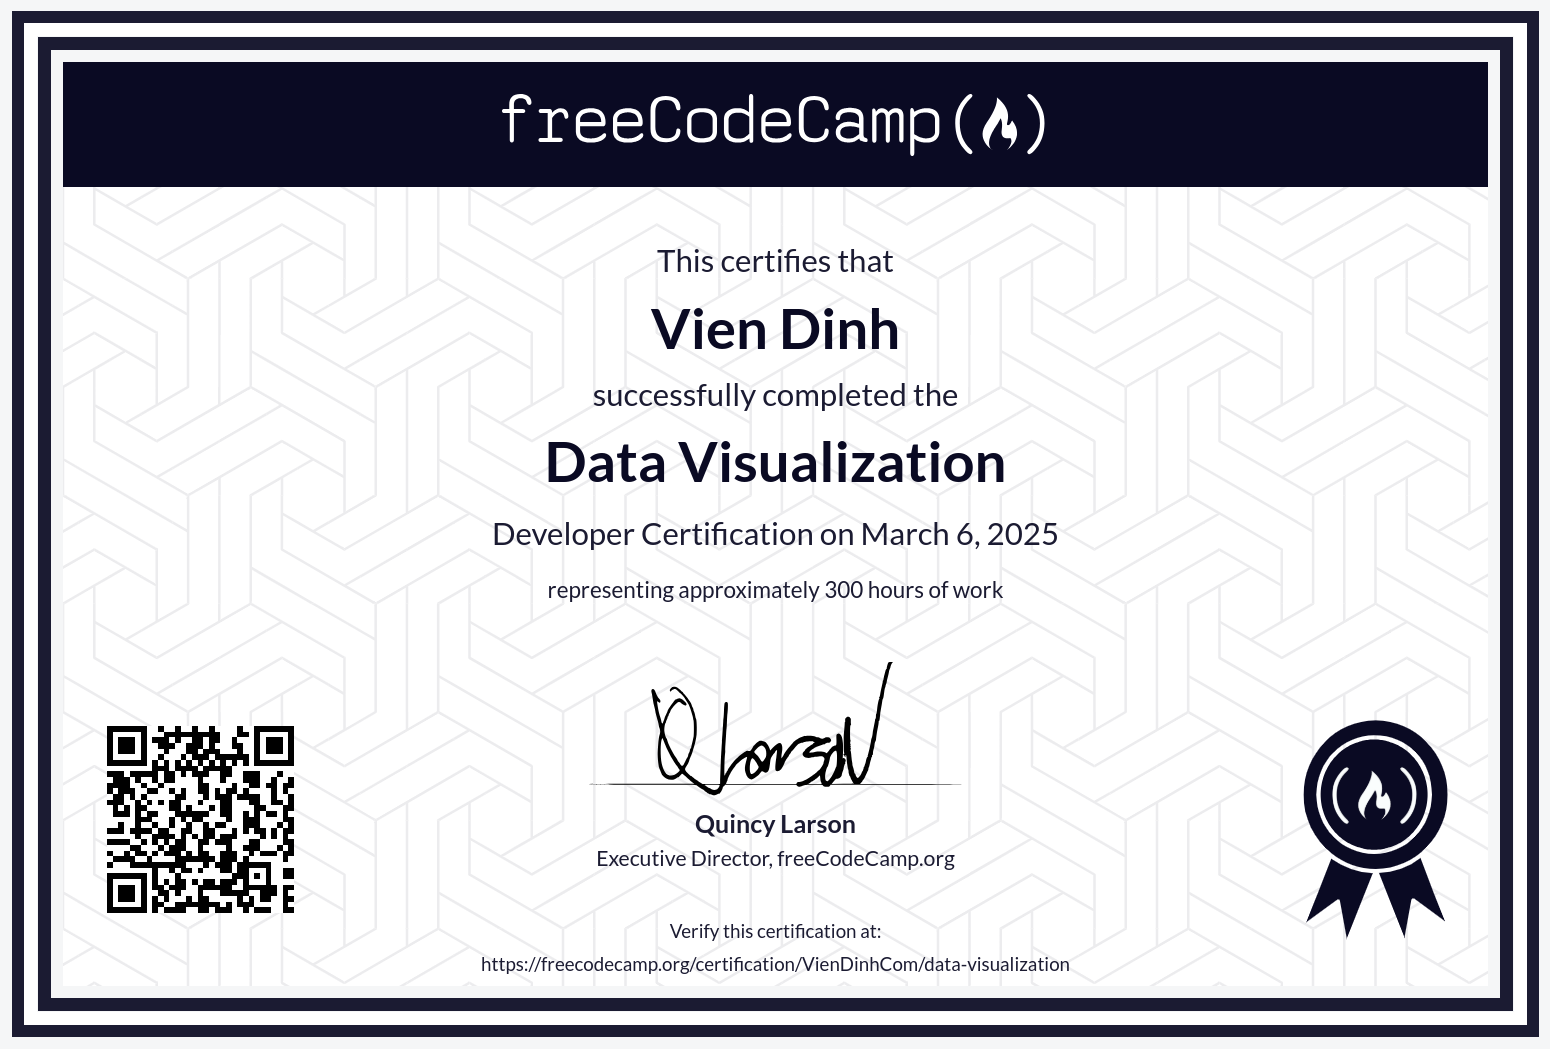 freeCodeCamp
This certifies that
Vien Dinh
successfully completed the
Data Visualization
Developer Certification on March 6, 2025
representing approximately 300 hours of work
Q Larson
Quincy Larson
Executive Director, freeCodeCamp.org
Verify this certification at:
https://freecodecamp.org/certification/VienDinhCom/data-visualization